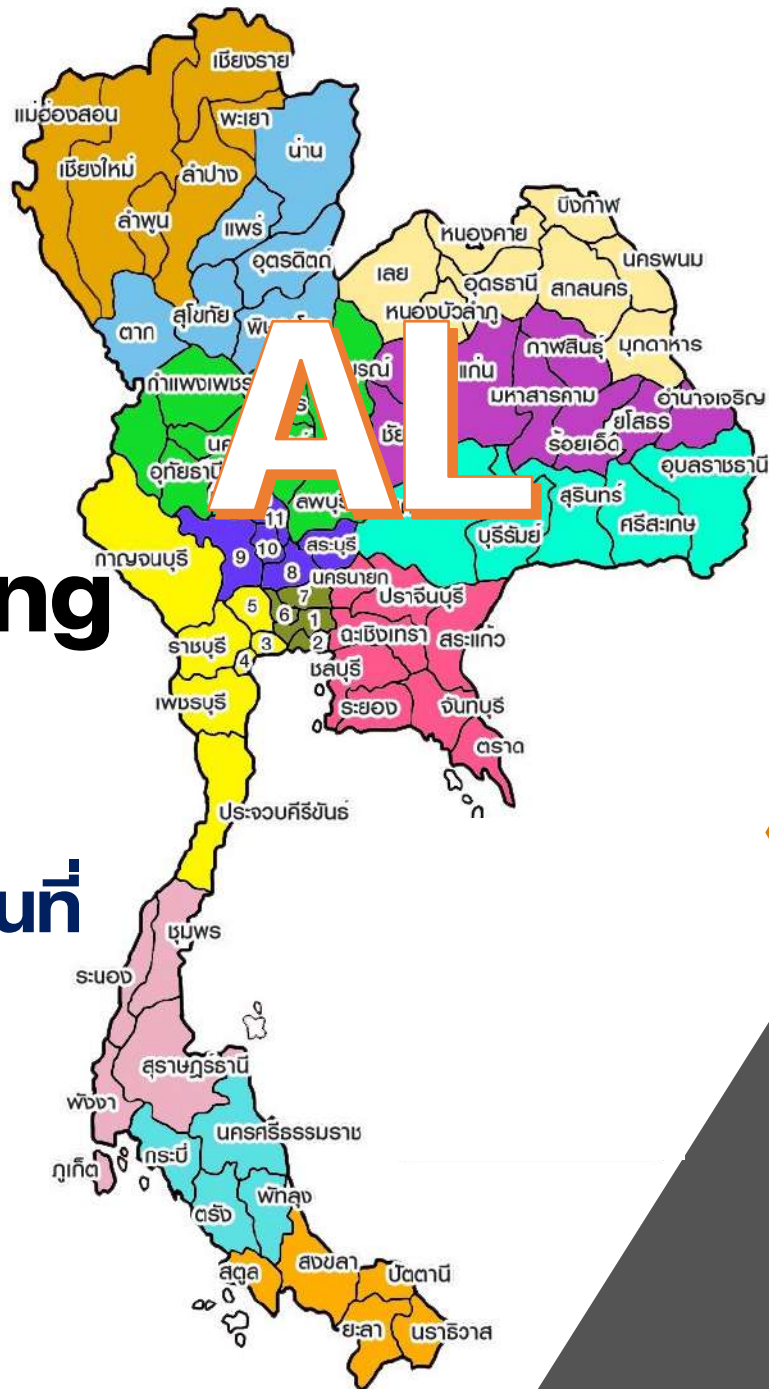 เชียงราย
แม่ฮ่องสอน
พะเยา
น่าน
เชียงใหม่
ลำปาง
ลำพูน
แพร่
อุตรดิตถ์
บึงกาฬ
หนองคาย
นครพนม
เลย
อุดรธานี
สกลนคร
หนองบัวลำภู
ตาก
สุโขทัย
AL
กาฬสินธุ์
มุกดาหาร
กำแพงเพชร
แก่น
มหาสารคาม
อำนาจเจริญ
ยโสธร
ร้อยเอ็ด
อุทัยธานี
อุบลราชธานี
ลพบุรี
สุรินทร์
ศรีสะเกษ
บุรีรัมย์
11
สระบุรี
กาญจนบุรี
9
10
8
นครนายก
ng
7
ปราจีนบุรี
5
6
1
ฉะเชิงเทรา
สระแก้ว
ราชบุรี
3
2
4
ชลบุรี
เพชรบุรี
ระยอง
จันทบุรี
ตราด
ประจวบคีรีขันธ์
นที่
ชุมพร
ระนอง
สุราษฎร์ธานี
พังงา
นครศรีธรรมราช
กระบี่
ภูเก็ต
พัทลุง
ตรัง
สตูล
สงขลา
ปัตตานี
ยะลา
นราธิวาส